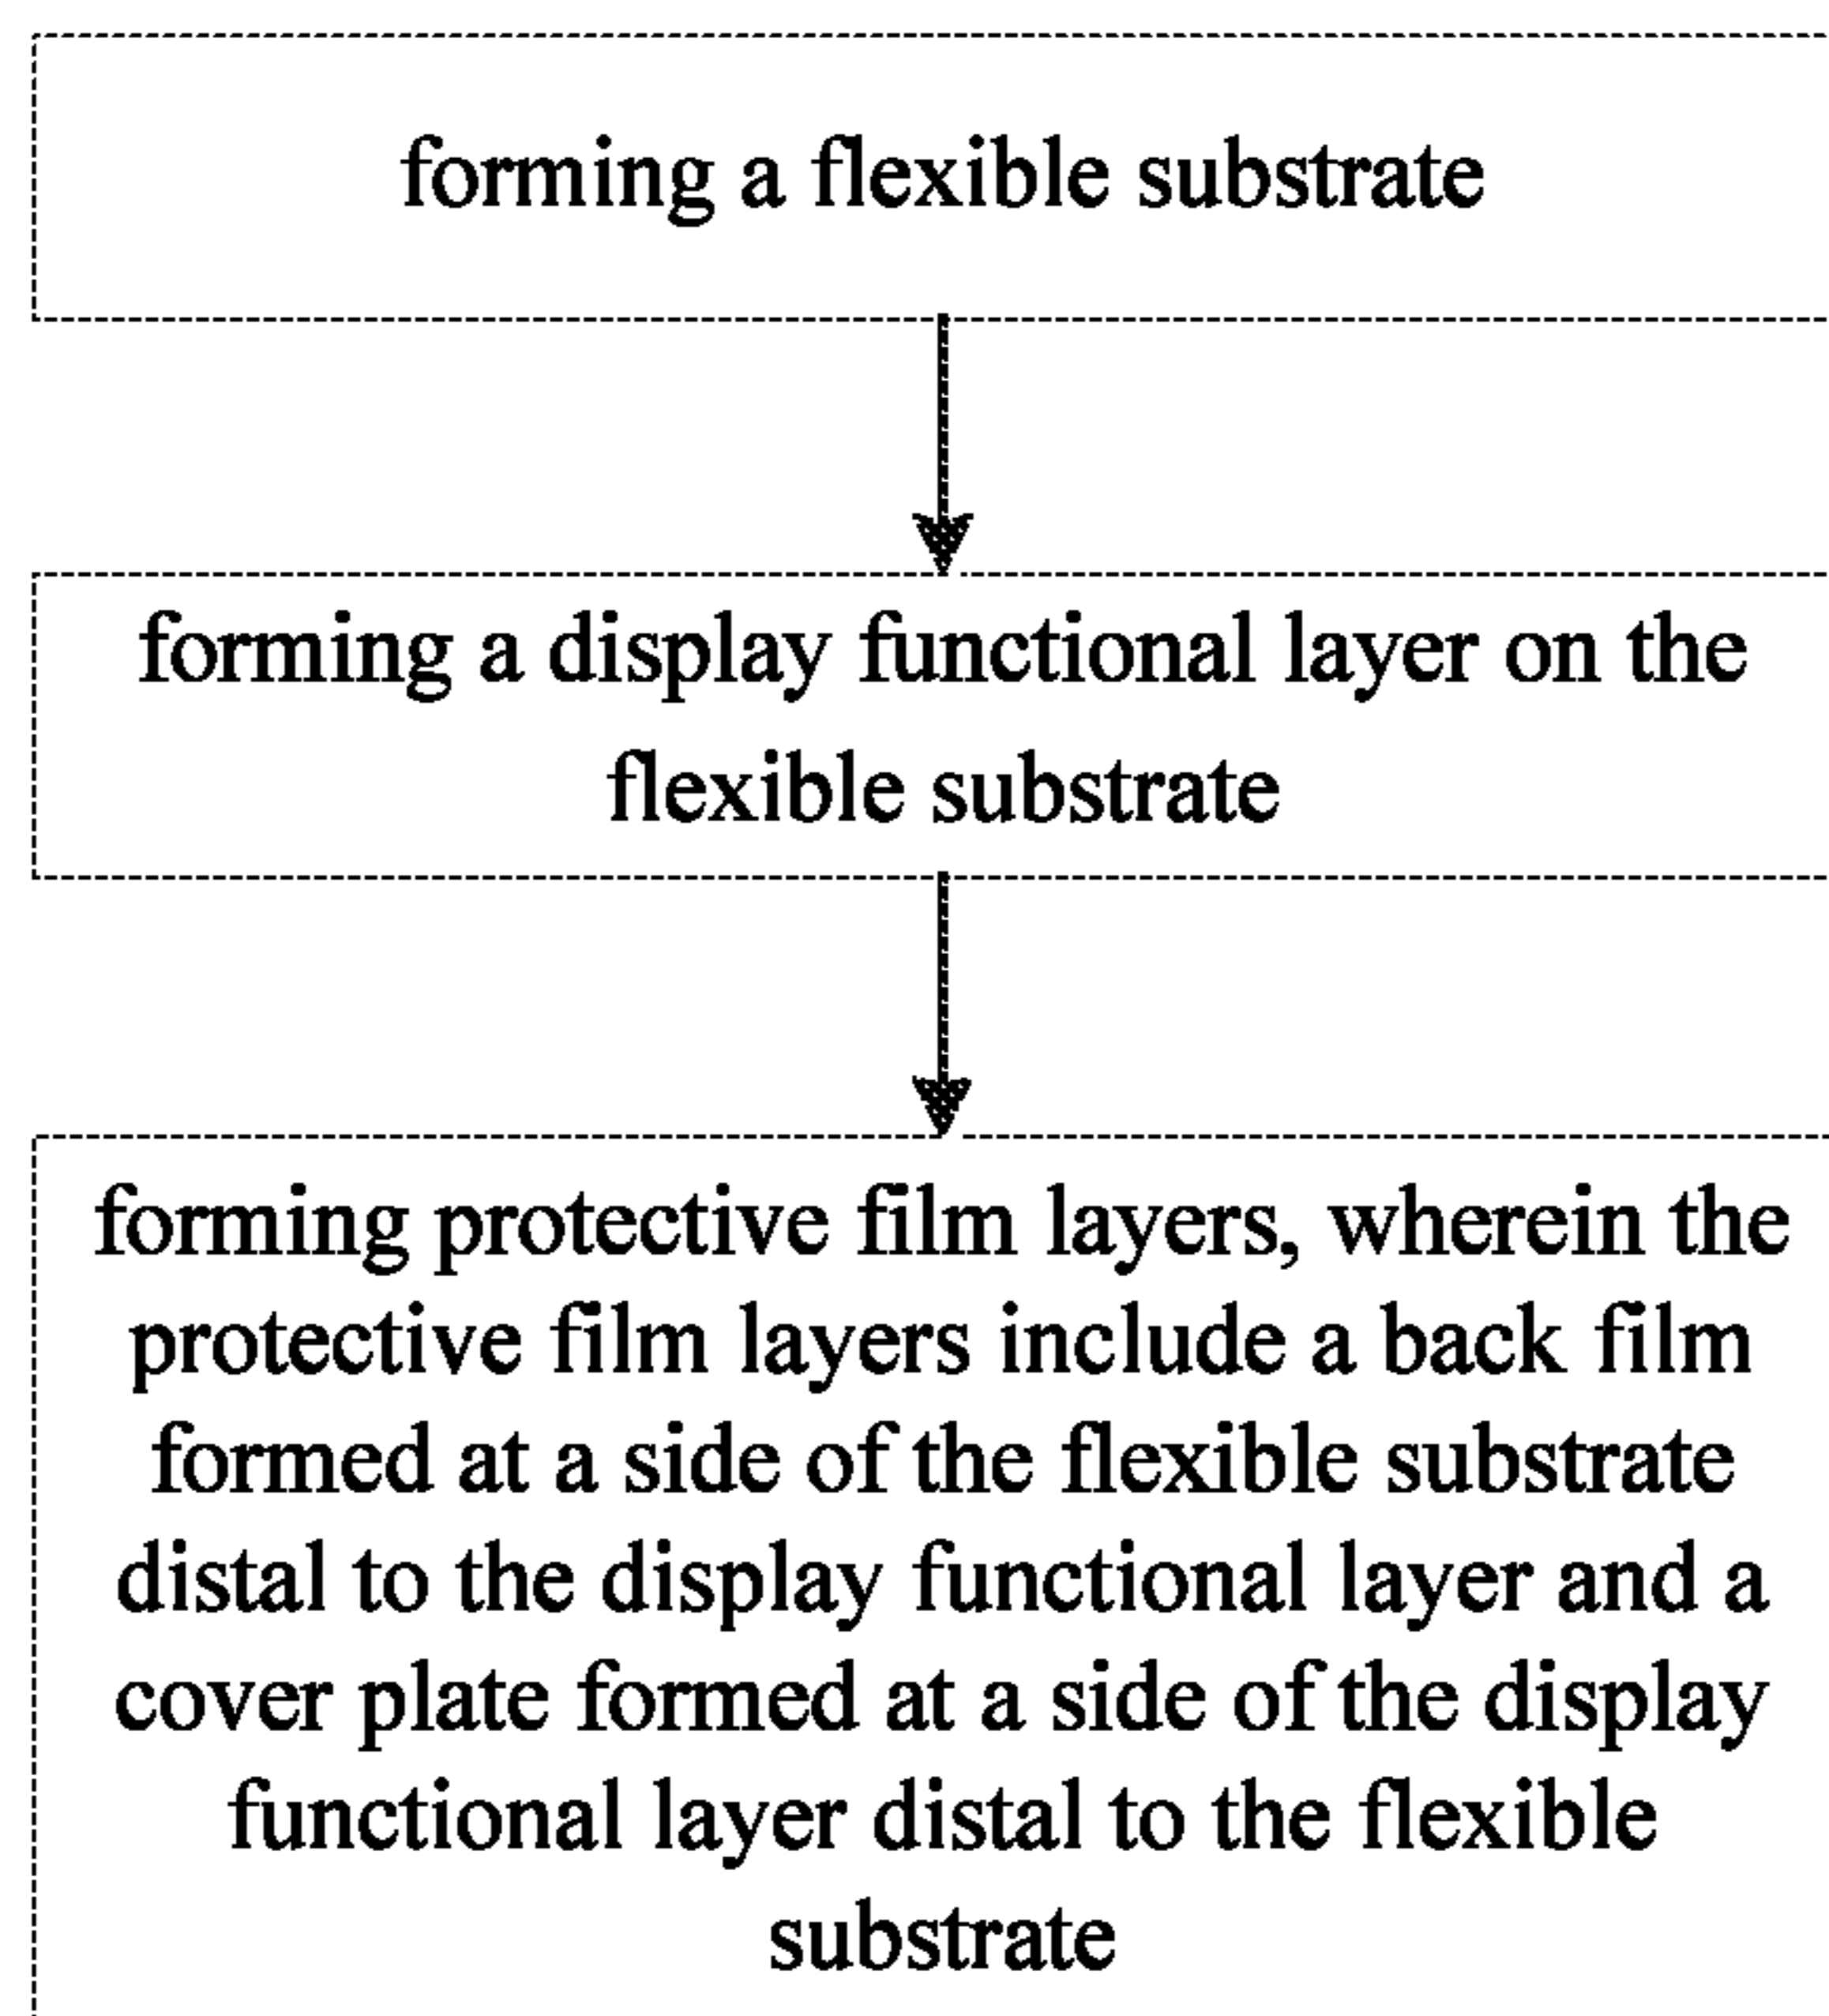 forming a flexible substrate
forming a display functional layer on the
flexible substrate
forming protective film layers, wherein the
protective film layers include a back film
formed at a side of the flexible substrate
distal to the display functional layer and a
cover plate formed at a side of the display
functional layer distal to the flexible
substrate